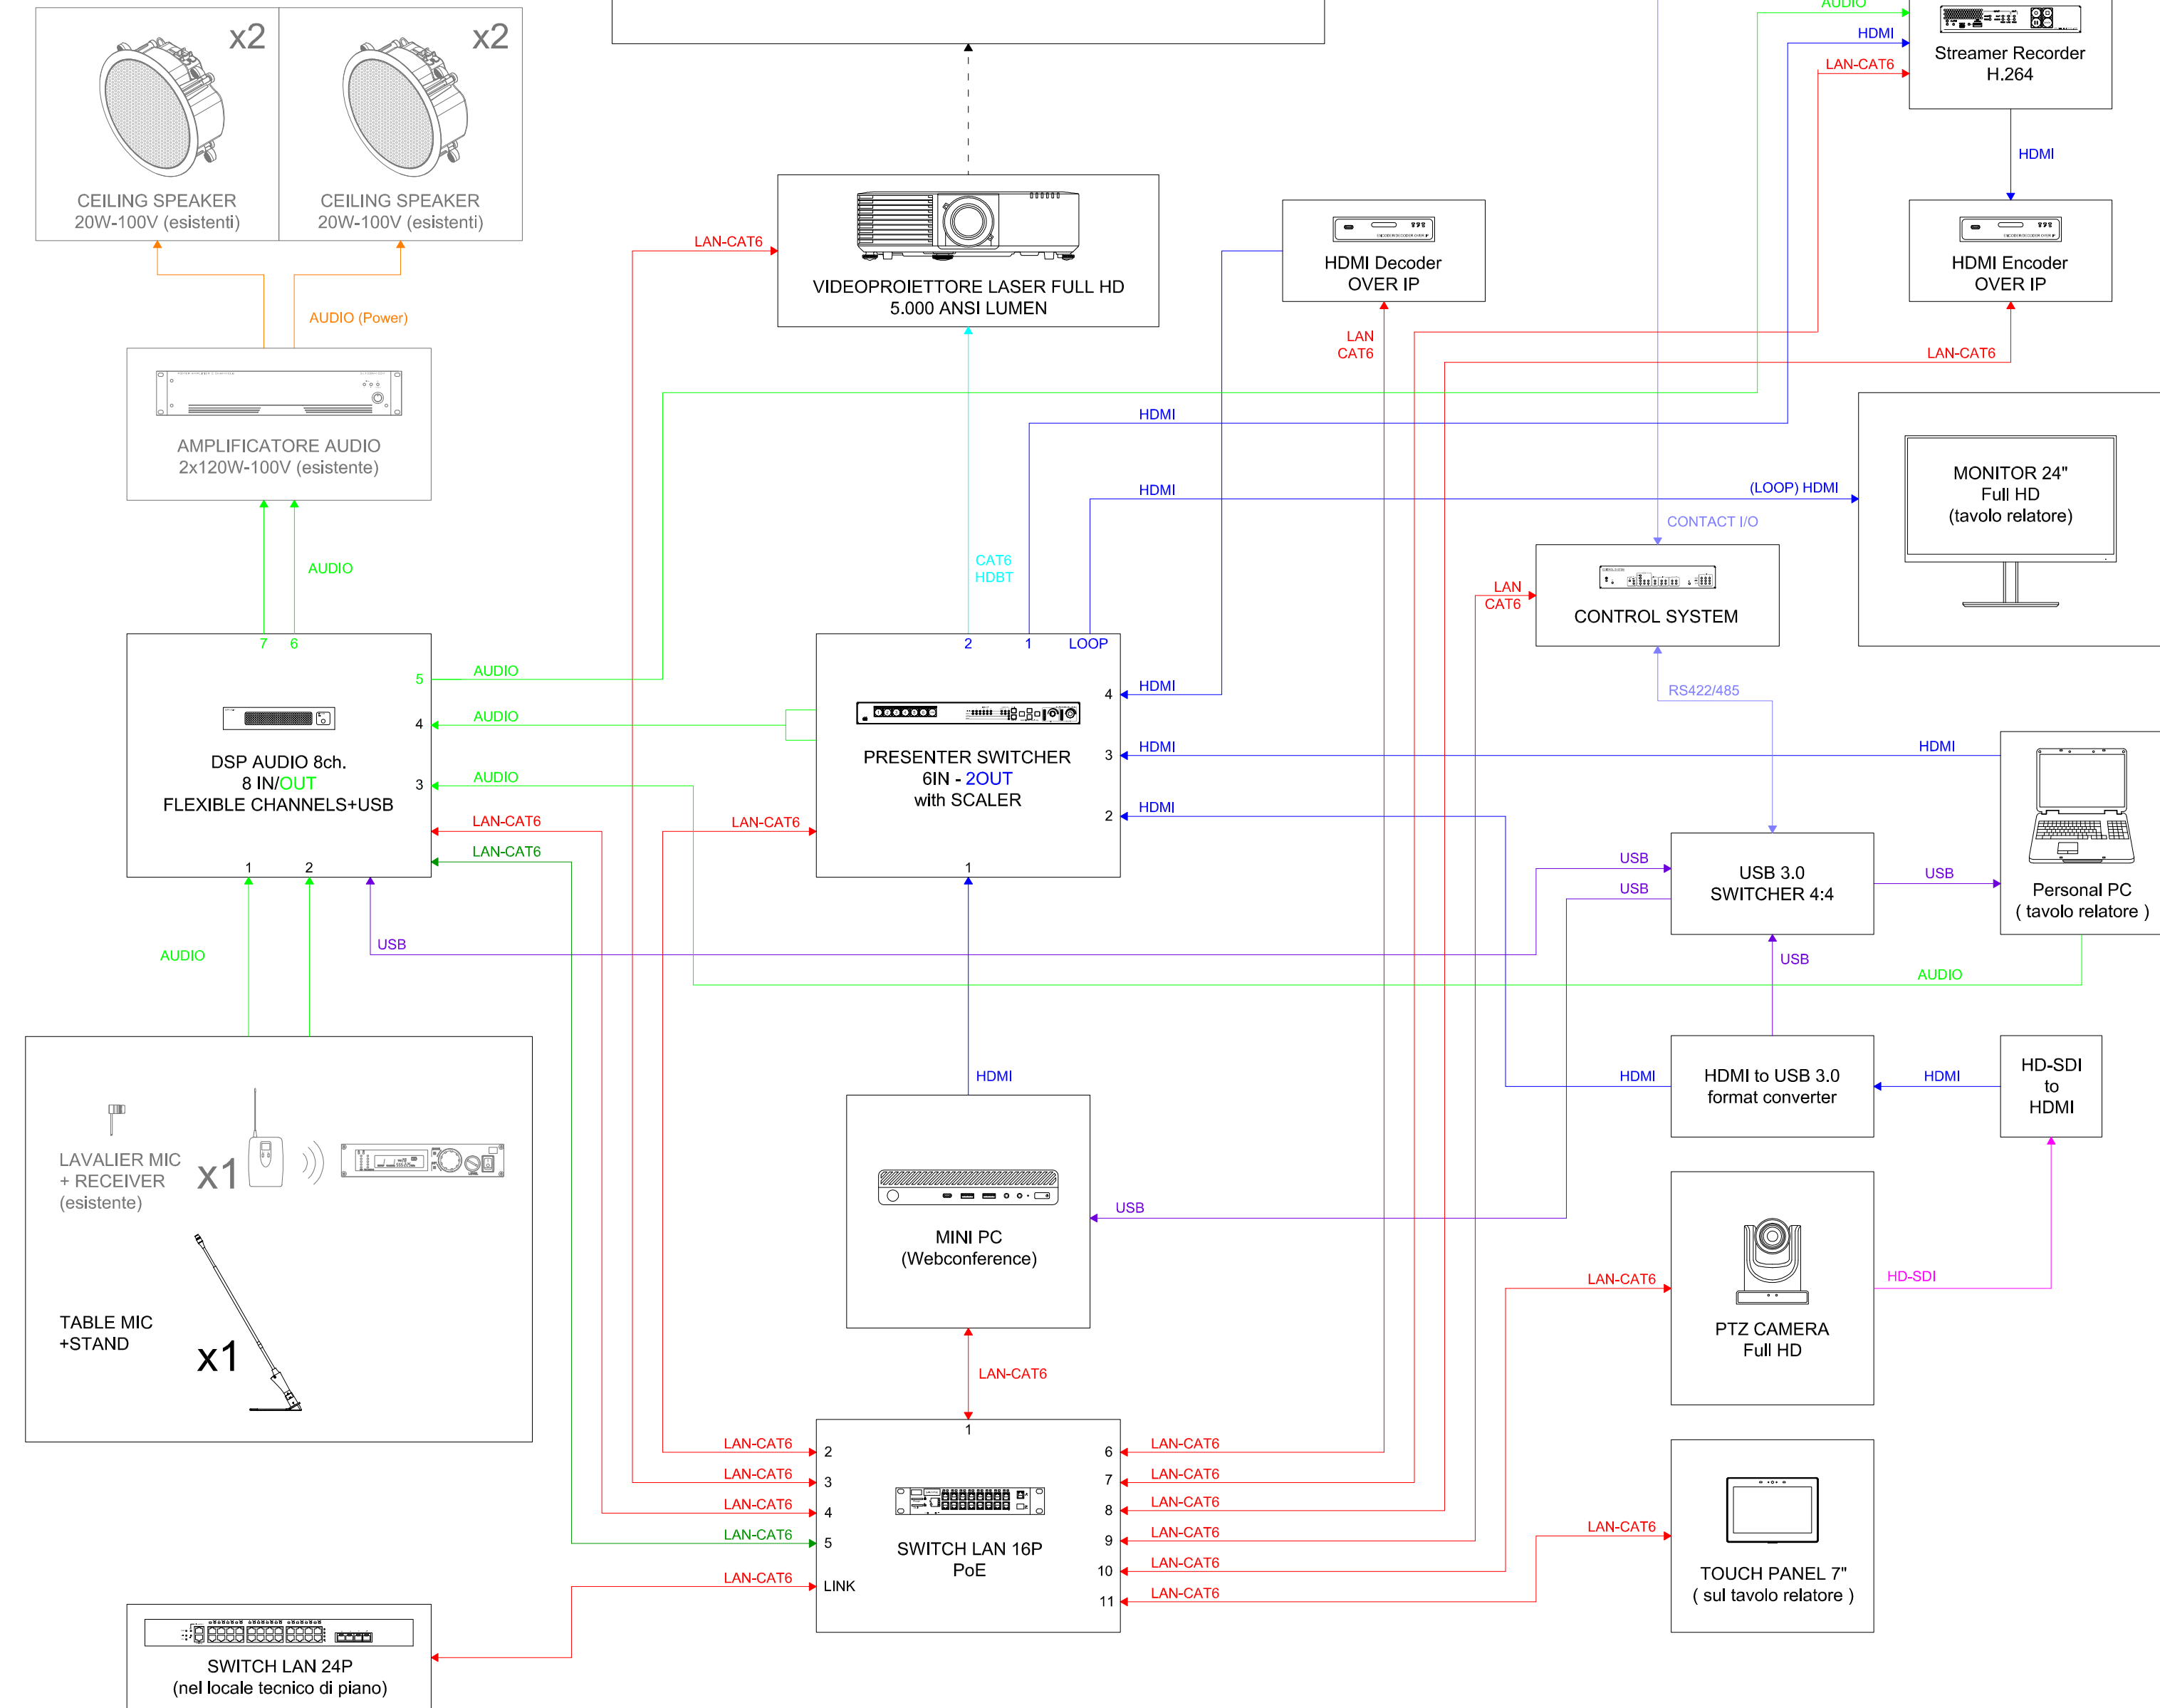 x2
x2
CEILING SPEAKER
20W-100V (esistenti)
CEILING SPEAKER
20W-100V (esistenti)
AUDIO (Power)
AMPLIFICATORE AUDIO
2x120W-100V (esistente)
AUDIO
7
6
5
4
3
DSP AUDIO 8ch.
8 IN/OUT
FLEXIBLE CHANNELS+USB
1
2
AUDIO
AUDIO
AUDIO
LAN-CAT6
LAN-CAT6
USB
AUDIO
LAVALIER MIC
+ RECEIVER
(esistente)
x1
TABLE MIC
+STAND
x1
SWITCH LAN 24P
(nel locale tecnico di piano)
LAN-CAT6
VIDEOPROIETTORE LASER FULL HD
5.000 ANSI LUMEN
CAT6
HDBT
HDMI
HDMI
2
1
LOOP
4
3
2
1
PRESENTER SWITCHER
6IN - 2OUT
with SCALER
LAN-CAT6
HDMI
HDMI
HDMI
HDMI
MINI PC
(Webconference)
USB
LAN-CAT6
1
LAN-CAT6
2
LAN-CAT6
3
LAN-CAT6
4
LAN-CAT6
5
LAN-CAT6
LINK
SWITCH LAN 16P
PoE
6
LAN-CAT6
7
LAN-CAT6
8
LAN-CAT6
9
LAN-CAT6
10
LAN-CAT6
11
LAN-CAT6
AUDIO
HDMI
LAN-CAT6
Streamer Recorder
H.264
HDMI
HDMI Decoder
OVER IP
LAN
CAT6
HDMI Encoder
OVER IP
LAN-CAT6
(LOOP) HDMI
MONITOR 24"
Full HD
(tavolo relatore)
CONTACT I/O
LAN
CAT6
CONTROL SYSTEM
RS422/485
HDMI
Personal PC
( tavolo relatore )
USB
USB
USB
USB 3.0
SWITCHER 4:4
USB
AUDIO
HDMI
HDMI to USB 3.0
format converter
HDMI
HD-SDI
to
HDMI
LAN-CAT6
HD-SDI
PTZ CAMERA
Full HD
LAN-CAT6
TOUCH PANEL 7"
( sul tavolo relatore )